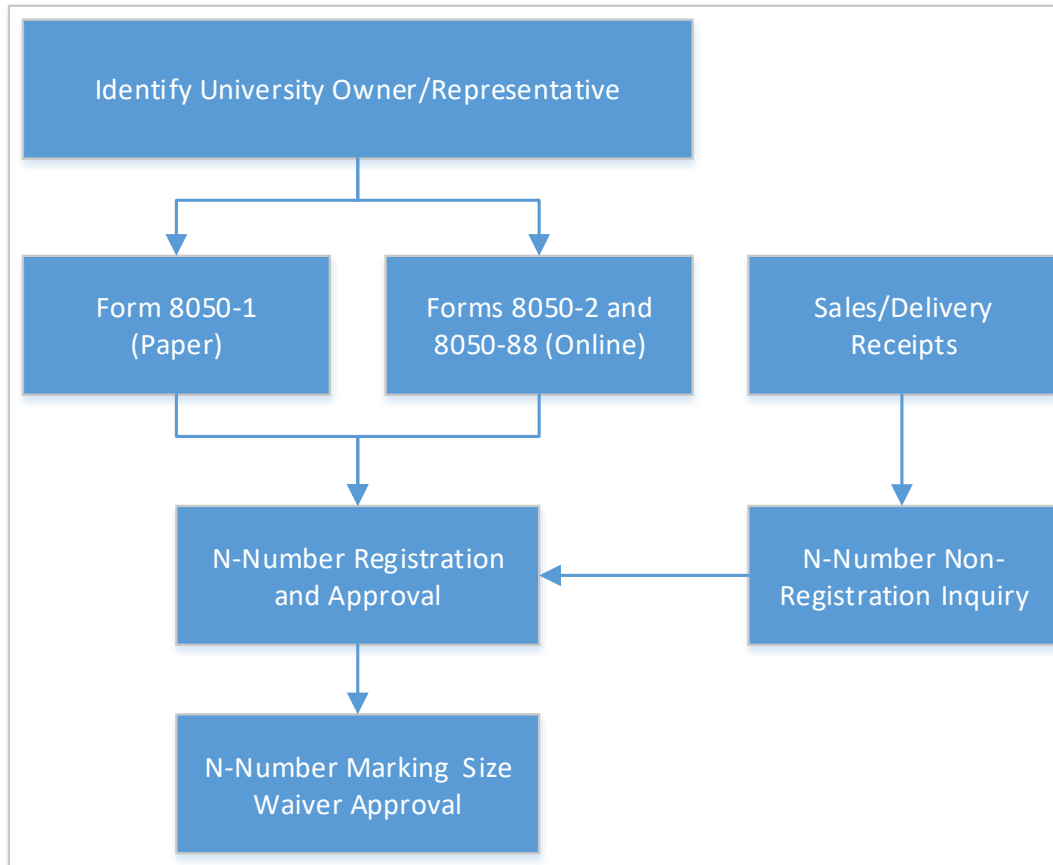 Identify University Owner/Representative
Form 8050-1
(Paper)
Forms 8050-2 and
8050-88 (Online)
Sales/Delivery
Receipts
N-Number Registration
and Approval
N-Number Non-
Registration Inquiry
N-Number Marking Size
Waiver Approval